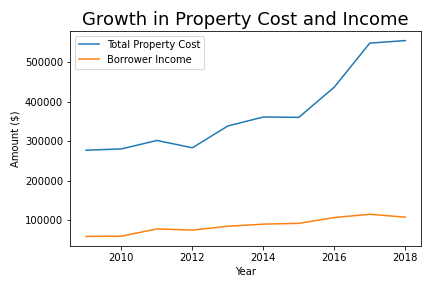 Growth in Property Cost and Income
Total Property Cost
Borrower Income
500000
400000
300000
200000
100000
Amount ($)
2010
2012
2014
2016
2018
Year